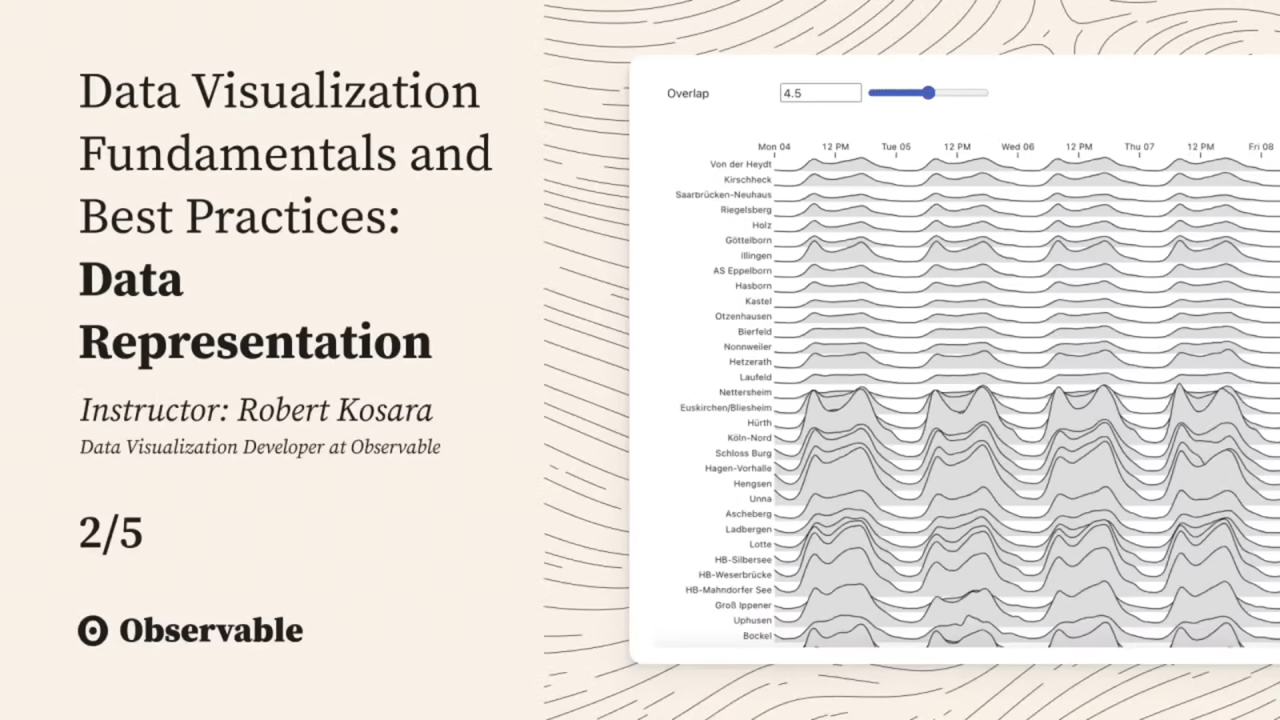 Data Visualization
Fundamentals and
Best Practices:
Data
Representation
Instructor: Robert Kosara
Data Visualization Developer at Observable
2/5
Observable
Overlap 4.5
Mon 04 12 PM Tue 05 12 PM Wed 06 12 PM Thu 07 12 PM Fri 08
Von der Heydt
Kirschheck
Saarbrücken-Neuhaus
Riegelsberg
Holz
Göttelborn
Illingen
AS Eppelborn
Hasborn
Kastel
Otzenhausen
Bierfeld
Nonnweiler
Hetzerath
Laufeld
Nettersheim
Euskirchen/Bliesheim
Hürth
Köln-Nord
Schloss Burg
Hagen-Vorhalle
Hengsen
Unna
Ascheberg
Ladbergen
Lotte
HB-Silbersee
HB-Weserbrücke
HB-Mahndorfer See
Groß Ippener
Uphusen
Bockel